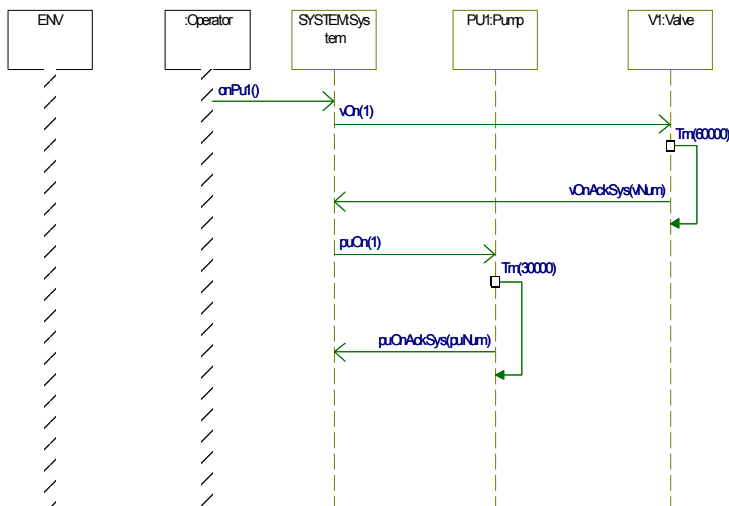 ENV
:Operator
SYSTEM:Sys
tem
PU1:Pump
V1:Valve
onPu1()
vOn(1)
Tm(60000)
vOnAckSys(vNum)
puOn(1)
Tm(30000)
puOnAckSys(puNum)